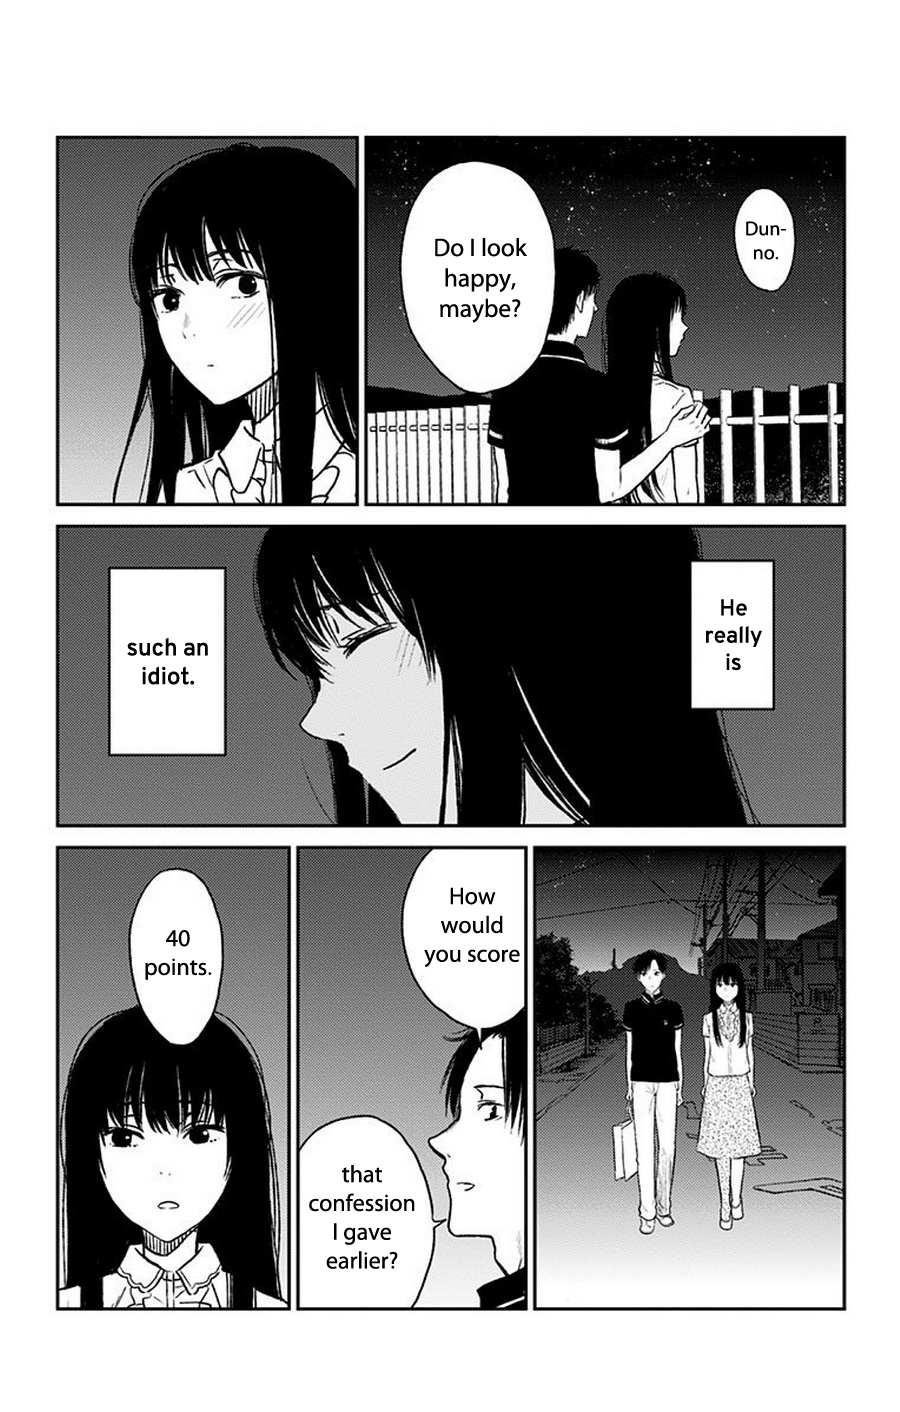 Dun-
no.
Do I look
happy,
maybe?
He
really
is
such an
idiot.
How
would
you score
that
confession
I gave
earlier?
40
points.